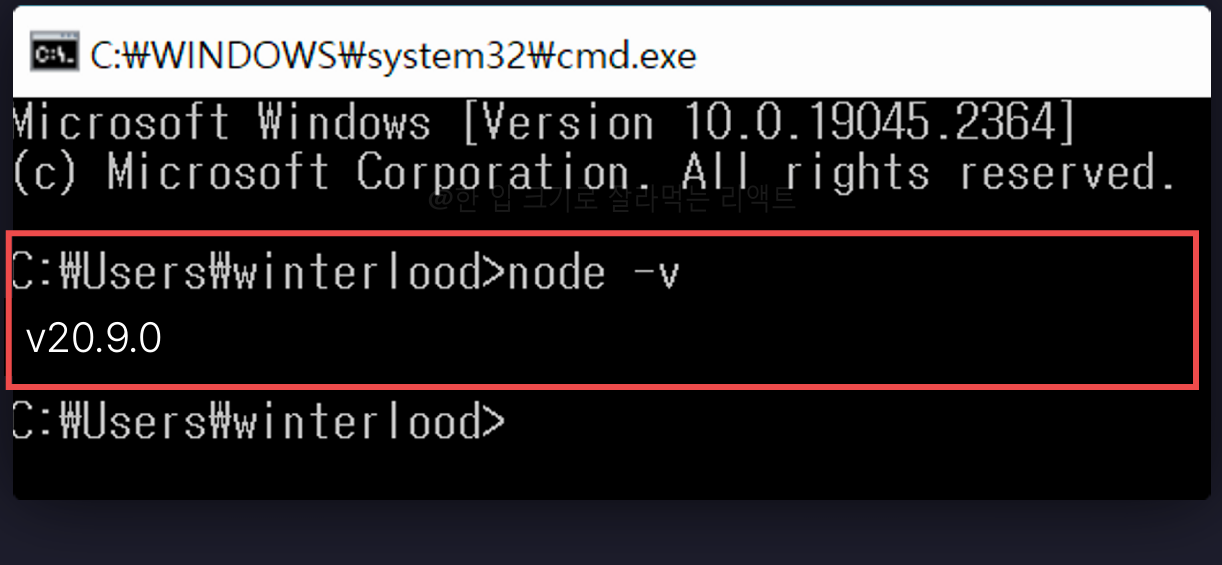 C:₩WINDOWS₩system32₩cmd.exe
Microsoft Windows [Version 10.0.19045.2364]
(c) Microsoft Corporation. All rights reserved.
@한 입 크기로 잘라먹는 리액트
C:₩Users₩winterlood>node -v
v20.9.0
C:₩Users₩winterlood>